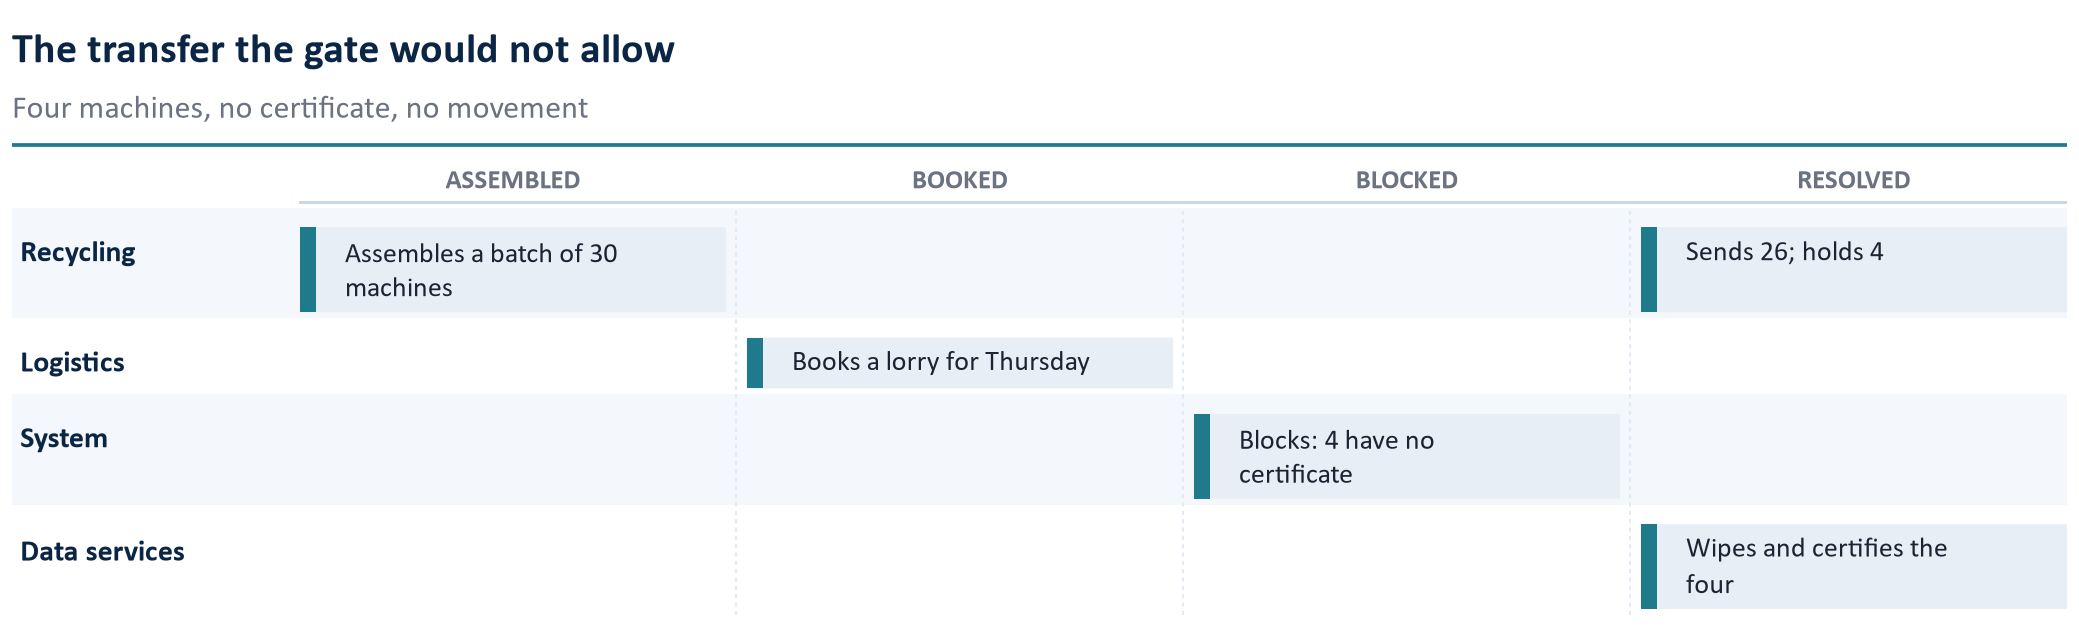 The transfer the gate would not allow
Four machines, no certificate, no movement
ASSEMBLED BOOKED BLOCKED RESOLVED
Recycling
Assembles a batch of 30
machines
Sends 26; holds 4
Logistics
Books a lorry for Thursday
System
Blocks: 4 have no
certificate
Data services
Wipes and certifies the
four